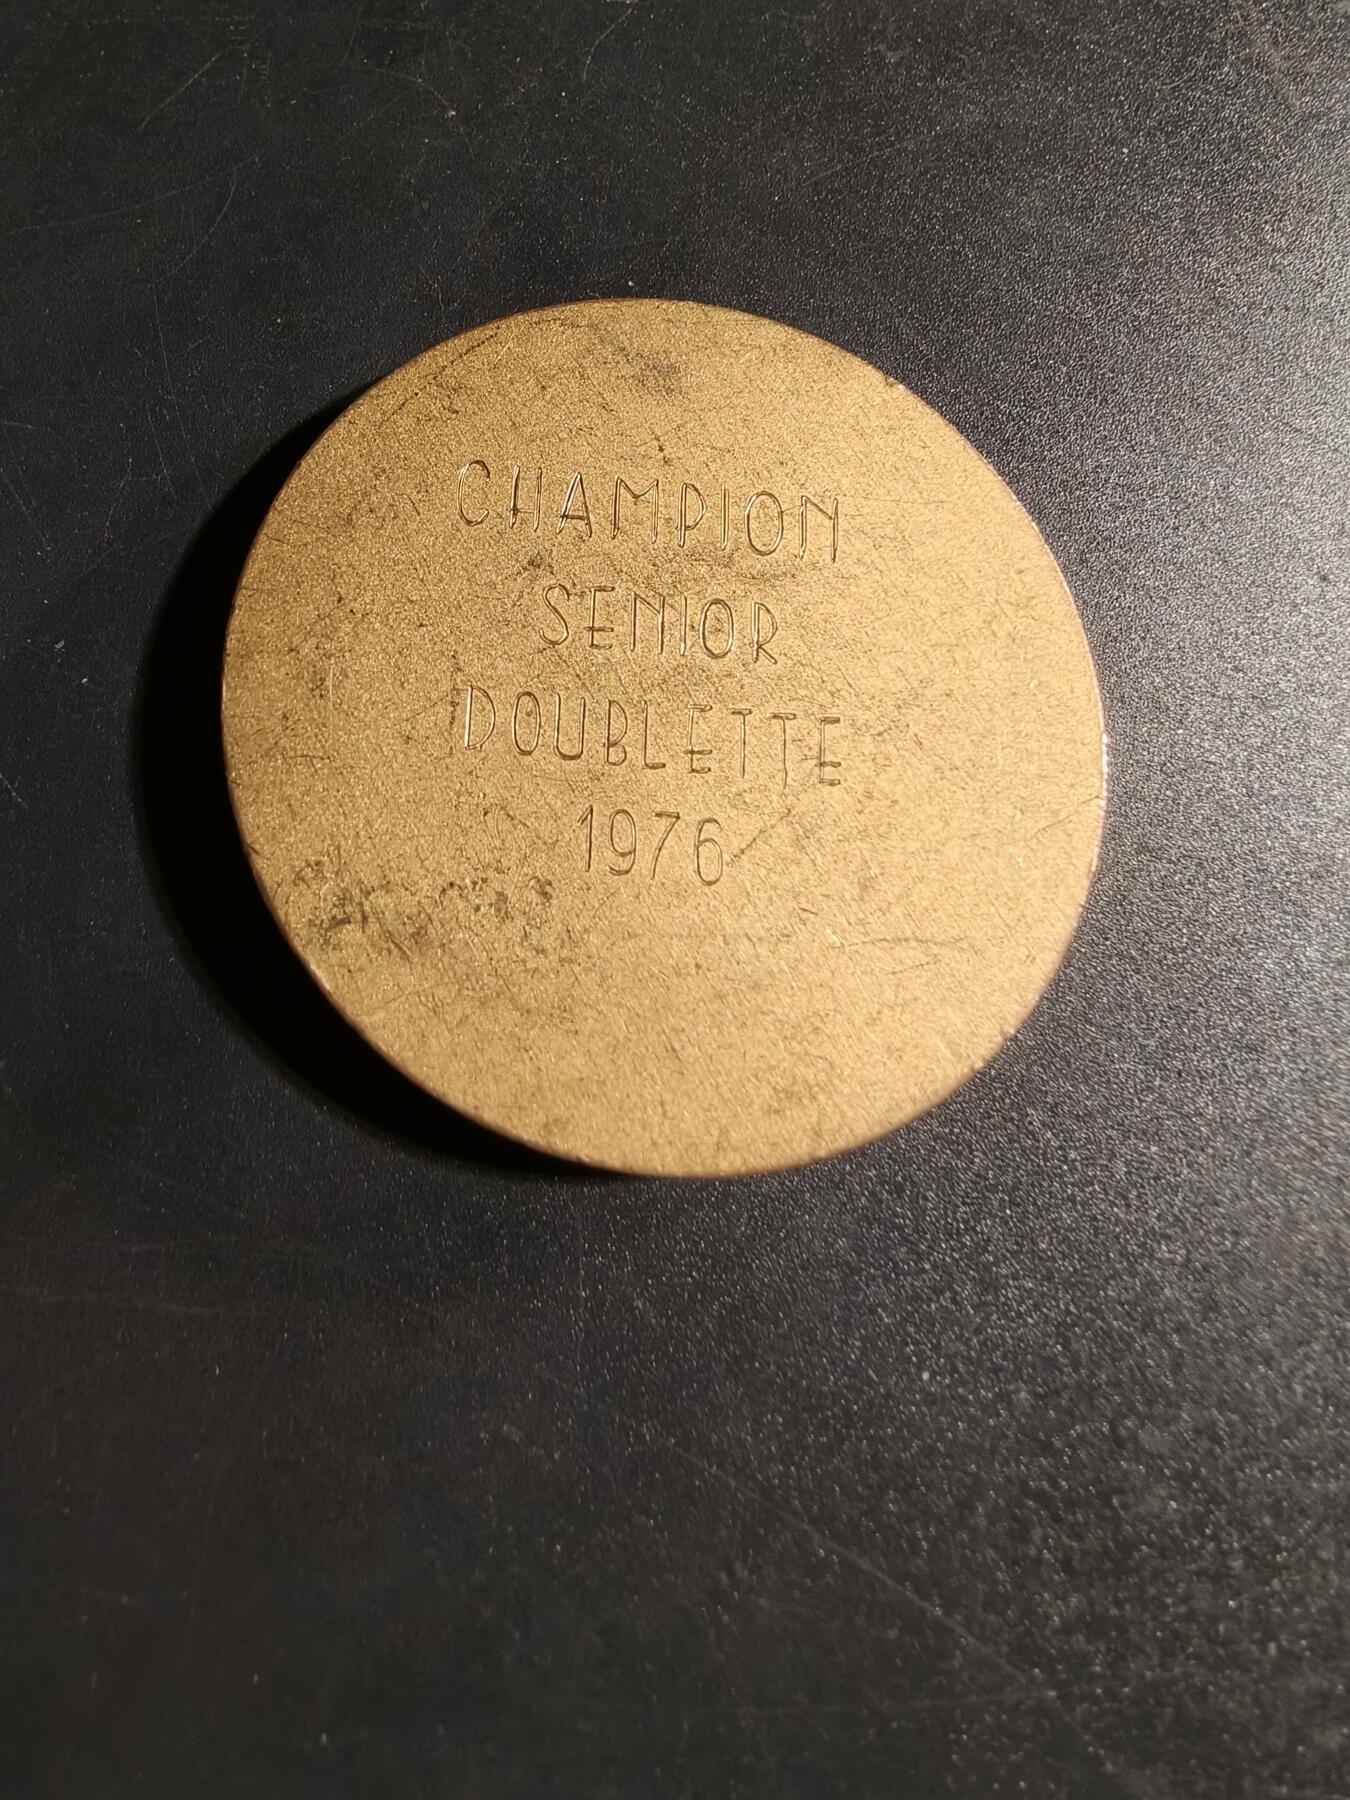 CHAMPION
SENIOR
DOUBLETTE
1976